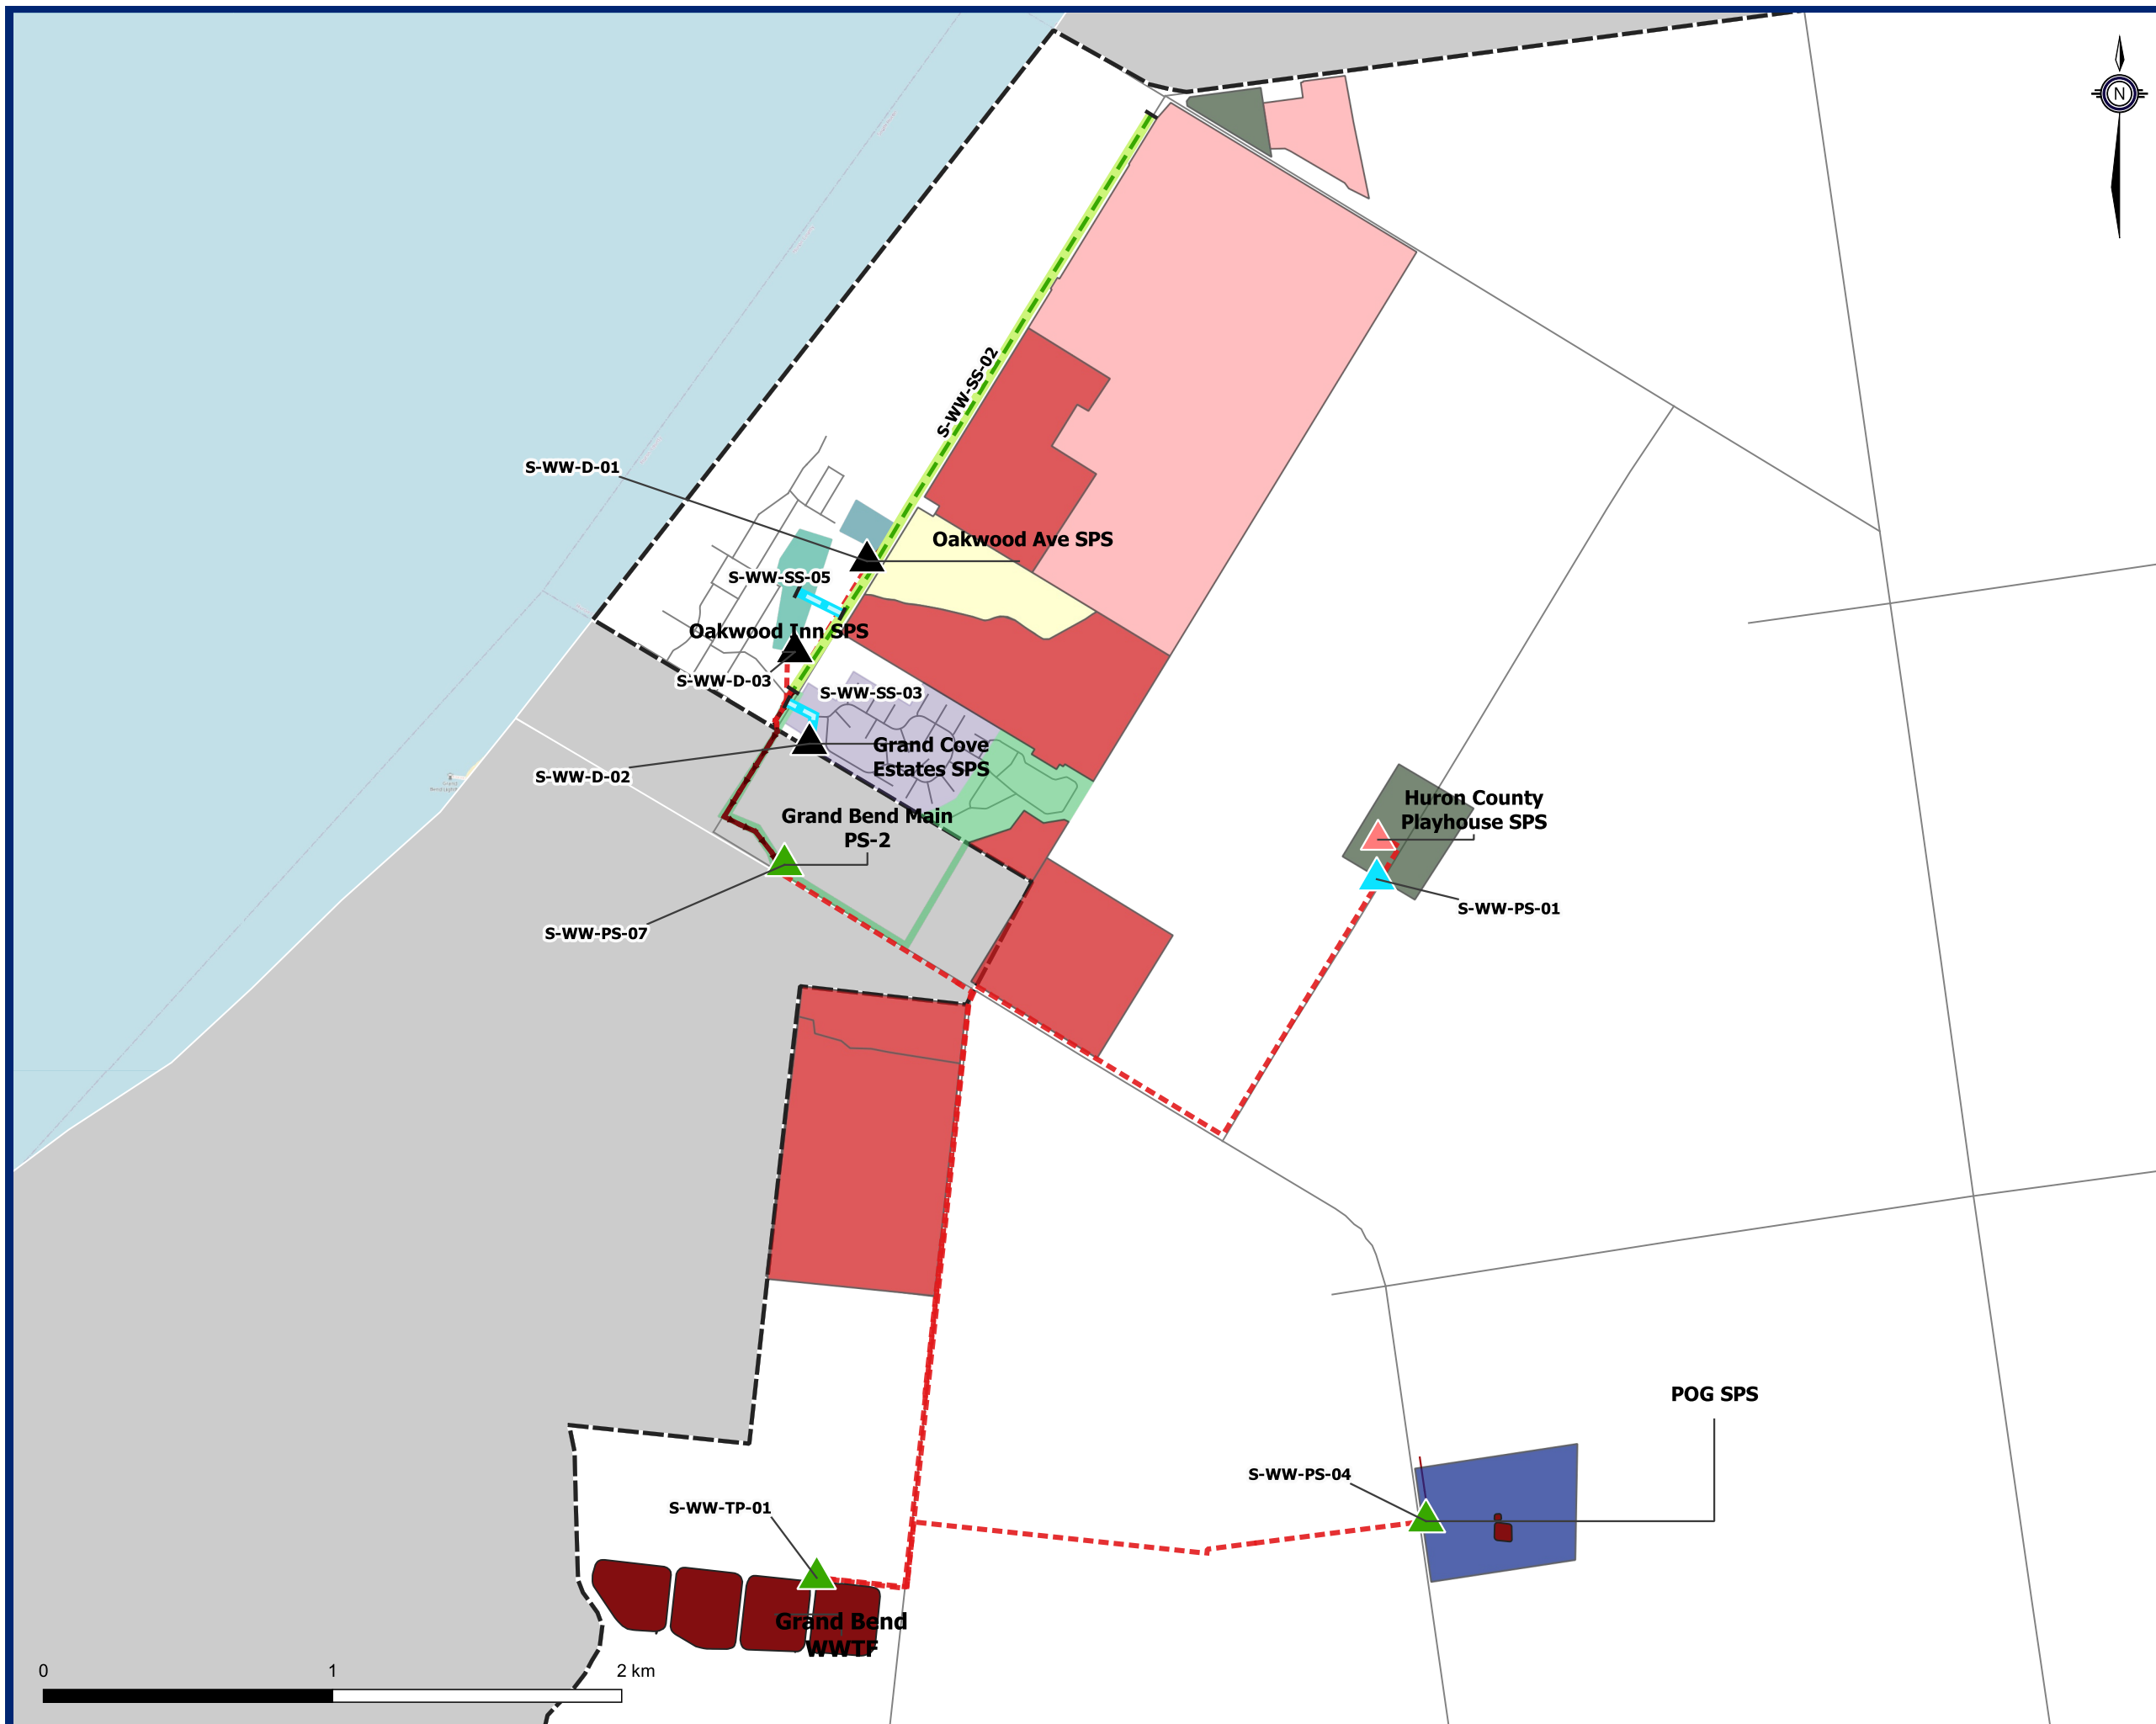 N
S-WW-SS-02
S-WW-D-01
Oakwood Ave SPS
S-WW-SS-05
Oakwood Inn SPS
S-WW-D-03
S-WW-SS-03
Grand Cove
Estates SPS
S-WW-D-02
Grand Bend Main
PS-2
Huron County
Playhouse SPS
S-WW-PS-01
S-WW-PS-07
POG SPS
S-WW-PS-04
S-WW-TP-01
Grand Bend
WWTF
0 1 2 km